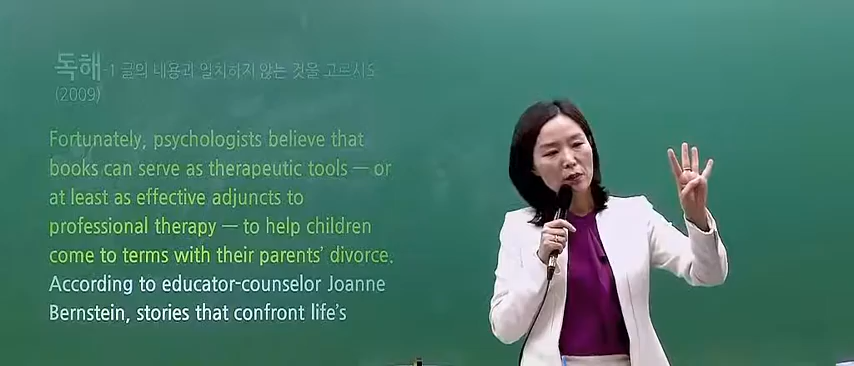 독해-1 글의 내용과 일치하지 않는 것을 고르시오
(2009)
Fortunately, psychologists believe that
books can serve as therapeutic tools — or
at least as effective adjuncts to
professional therapy — to help children
come to terms with their parents’ divorce.
According to educator-counselor Joanne
Bernstein, stories that confront life’s